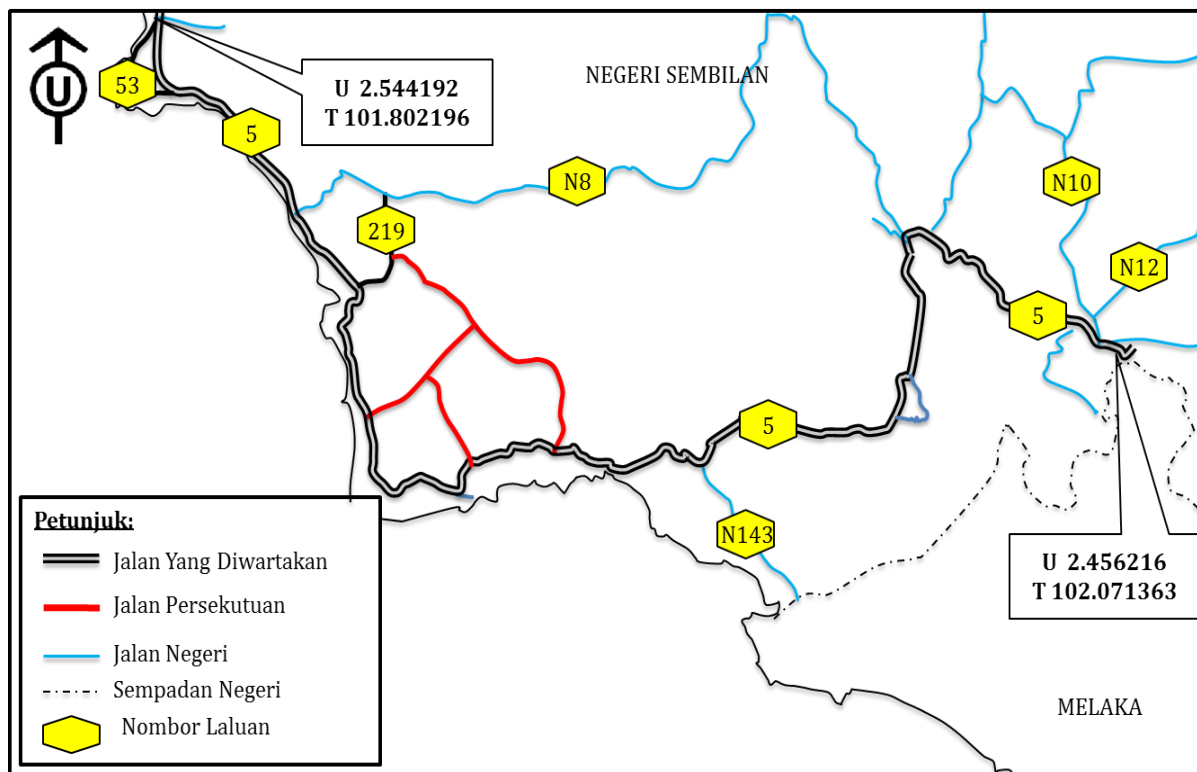 U
53
5
U 2.544192
T 101.802196
NEGERI SEMBILAN
N8
N10
219
N12
5
5
N143
Petunjuk:
Jalan Yang Diwartakan
Jalan Persekutuan
Jalan Negeri
Sempadan Negeri
Nombor Laluan
U 2.456216
T 102.071363
MELAKA